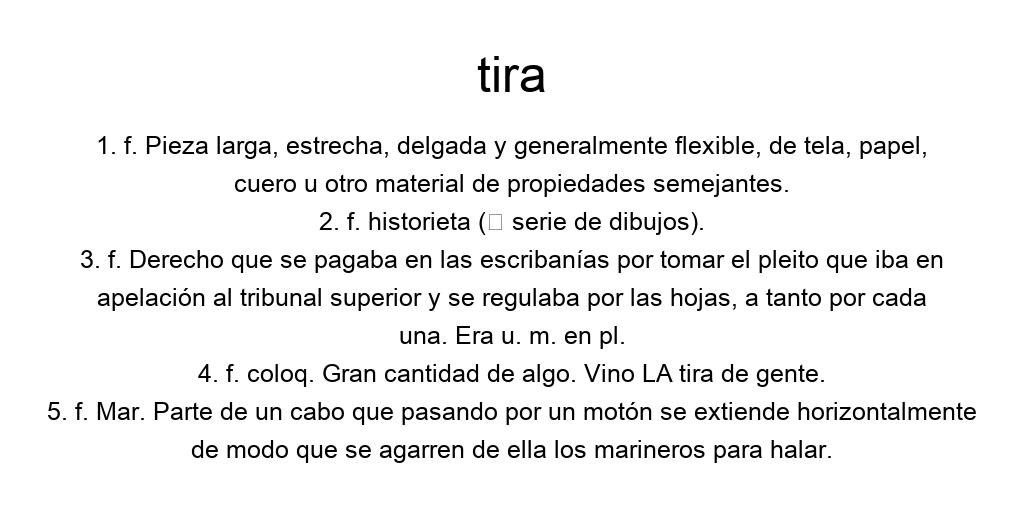 tira
1. f. Pieza larga, estrecha, delgada y generalmente flexible, de tela, papel,
cuero u otro material de propiedades semejantes.
2. f. historieta (□ serie de dibujos).
3. f. Derecho que se pagaba en las escribanías por tomar el pleito que iba en
apelación al tribunal superior y se regulaba por las hojas, a tanto por cada
una. Era u. m. en pl.
4. f. coloq. Gran cantidad de algo. Vino LA tira de gente.
5. f. Mar. Parte de un cabo que pasando por un motón se extiende horizontalmente
de modo que se agarren de ella los marineros para halar.